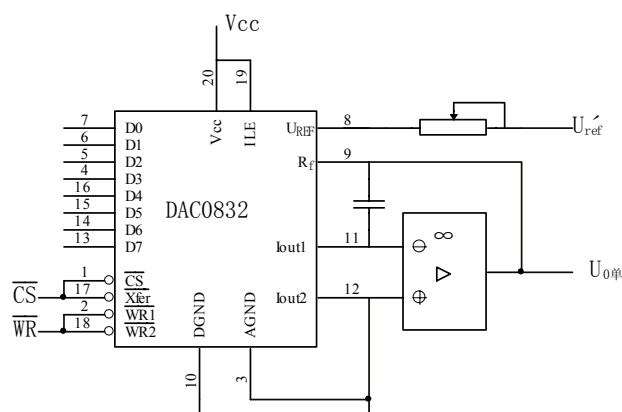 Vcc
20 19
Vcc ILE
7 D0 U_REF 8 U_ref′
6 D1
5 D2 R_f 9
4 D3
16 D4
15 D5 DAC0832
14 D6 ∞
13 D7 Iout1 11
U_0单
1 CS
CS 17 Xfer Iout2 12
2 WR1
WR 18 WR2
DGND AGND
10 3